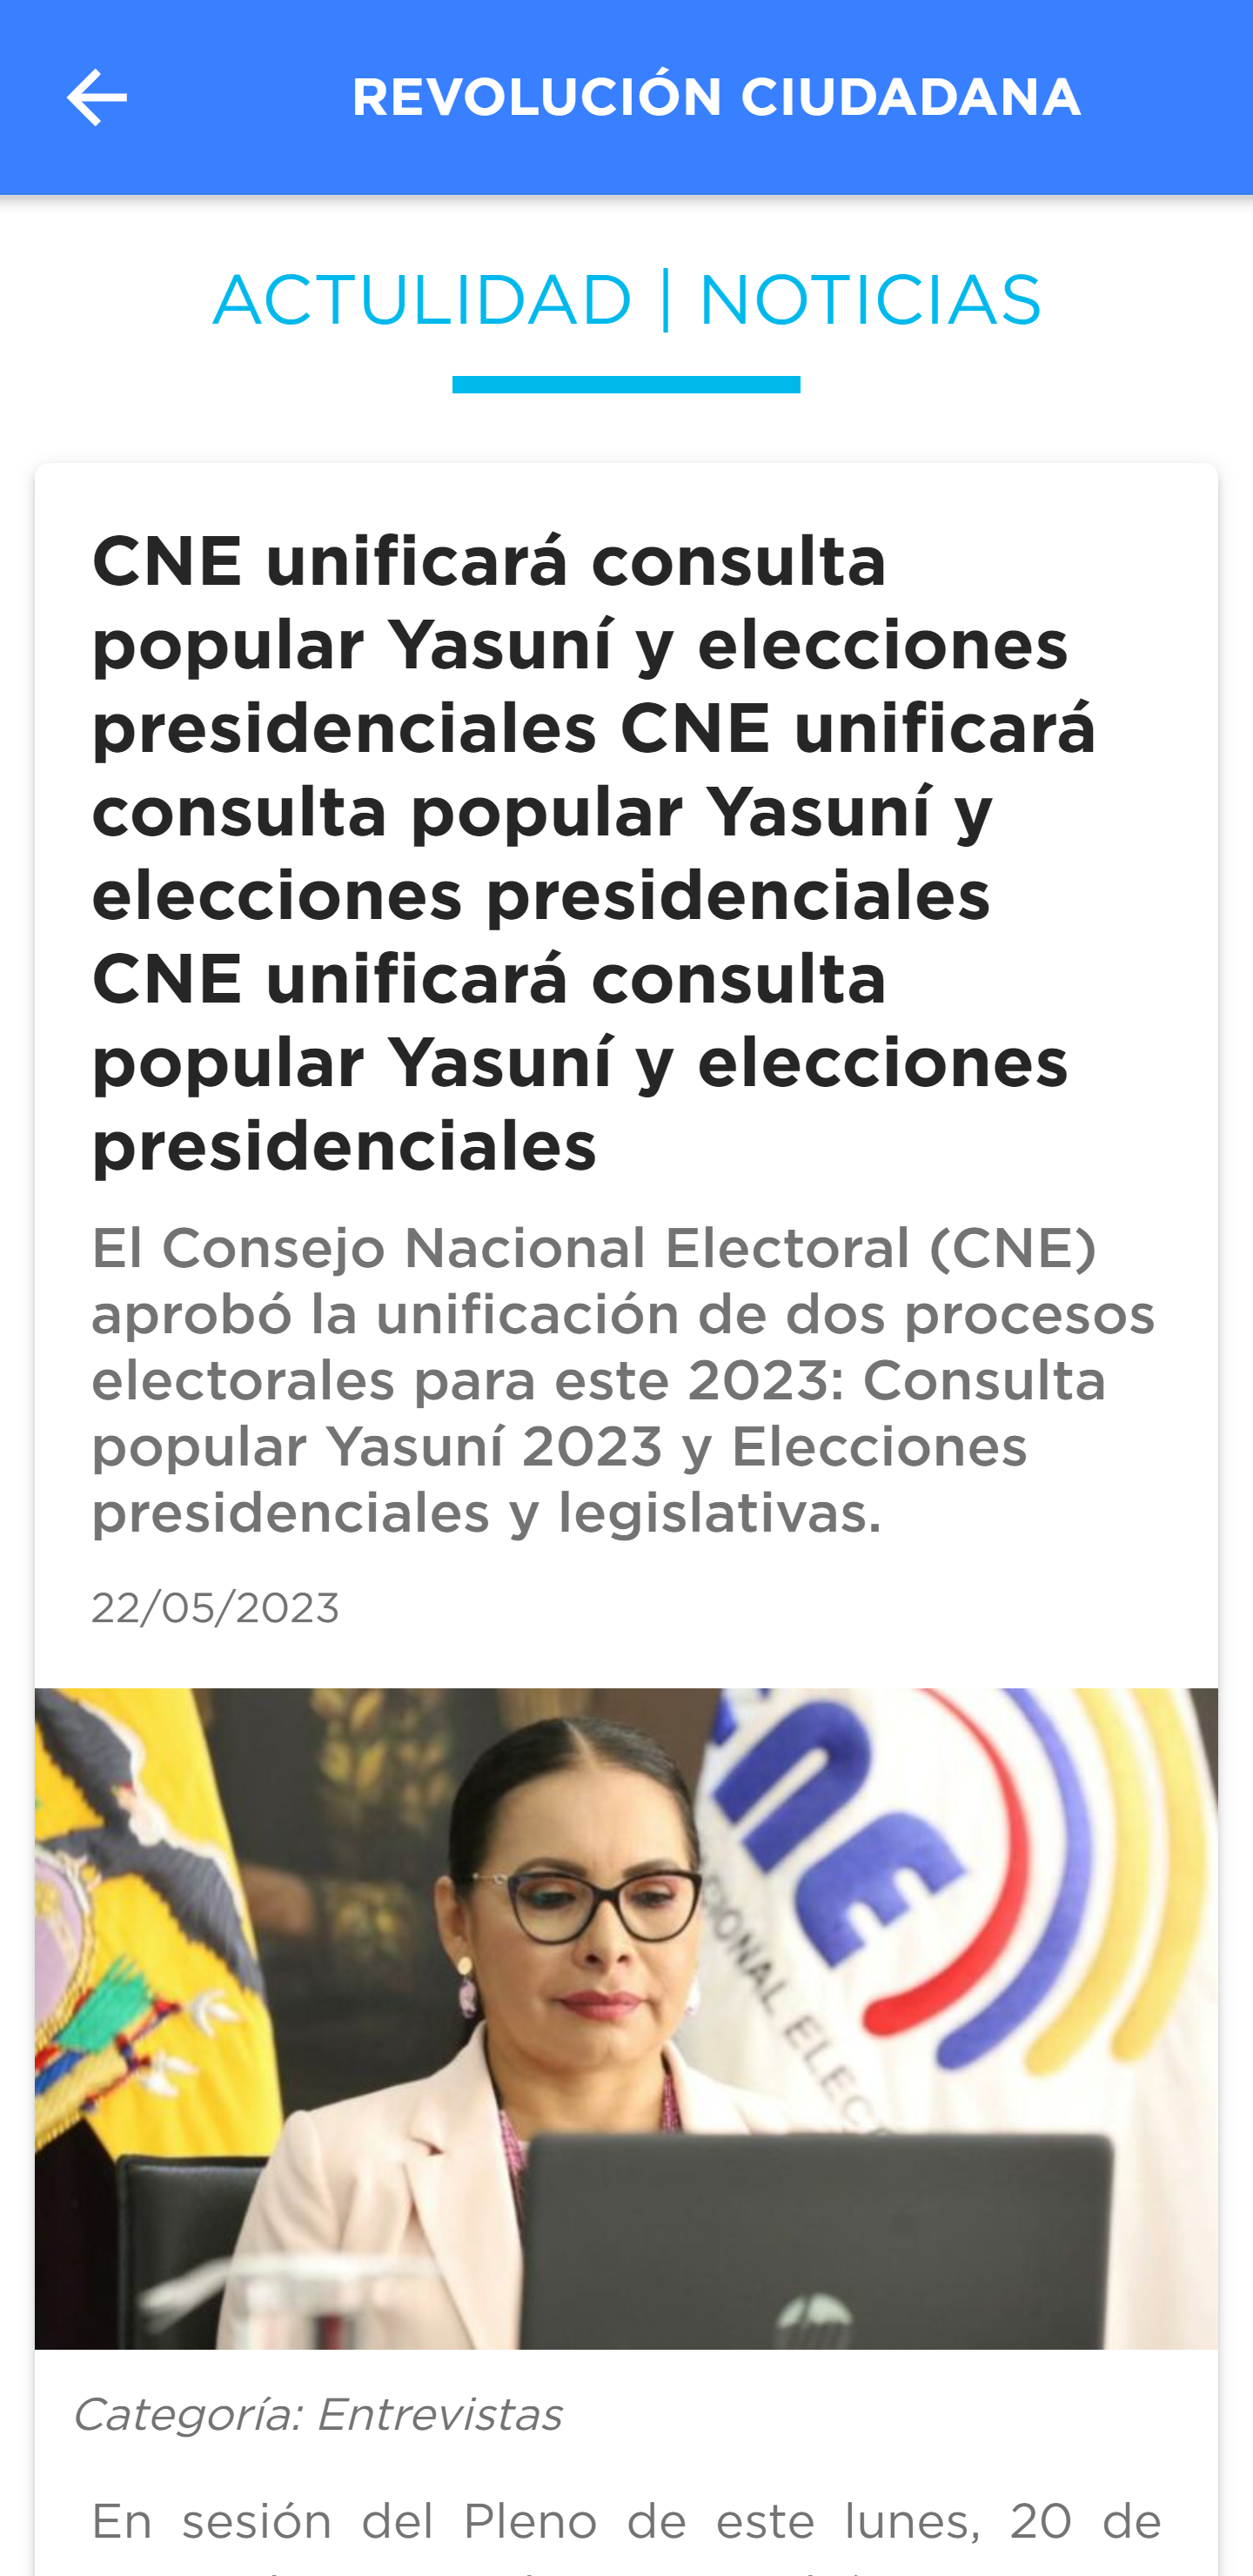 REVOLUCIÓN CIUDADANA
ACTULIDAD | NOTICIAS
CNE unificará consulta
popular Yasuní y elecciones
presidenciales CNE unificará
consulta popular Yasuní y
elecciones presidenciales
CNE unificará consulta
popular Yasuní y elecciones
presidenciales
El Consejo Nacional Electoral (CNE)
aprobó la unificación de dos procesos
electorales para este 2023: Consulta
popular Yasuní 2023 y Elecciones
presidenciales y legislativas.
22/05/2023
Categoría: Entrevistas
En sesión del Pleno de este lunes, 20 de